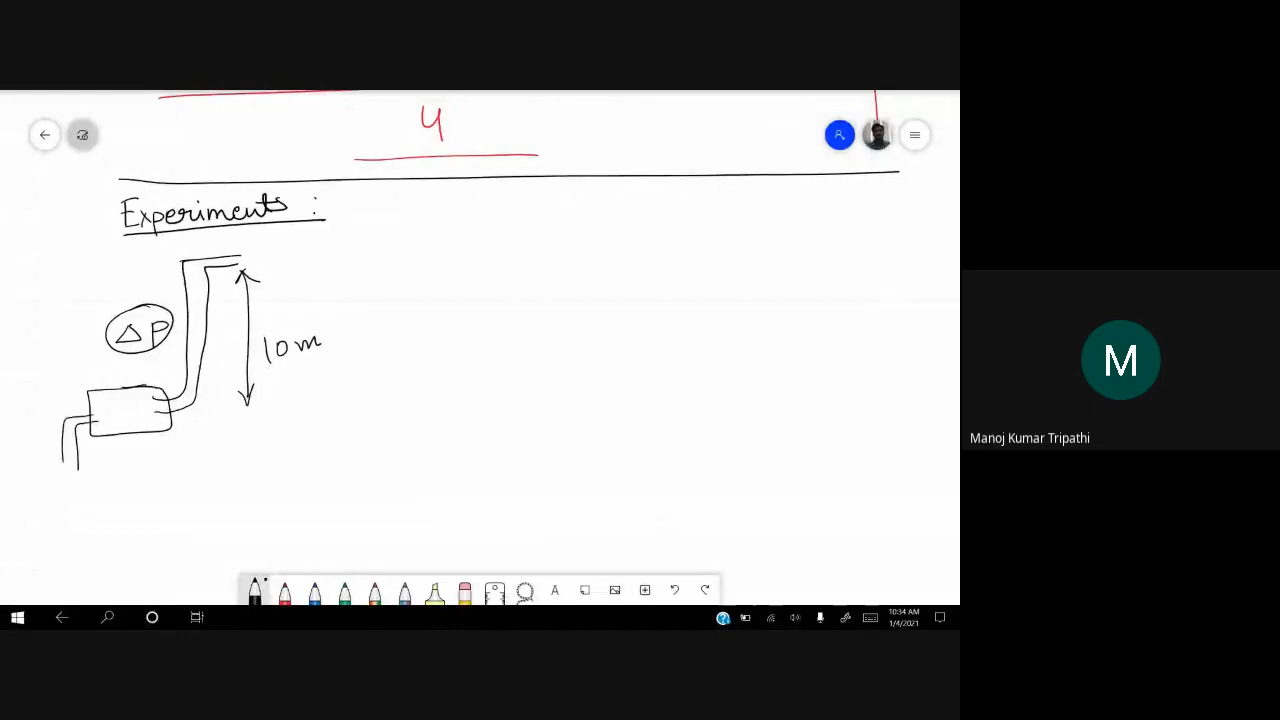 4
Experiments :
ΔP
10 m
M
Manoj Kumar Tripathi
A
10:34 AM
1/4/2021